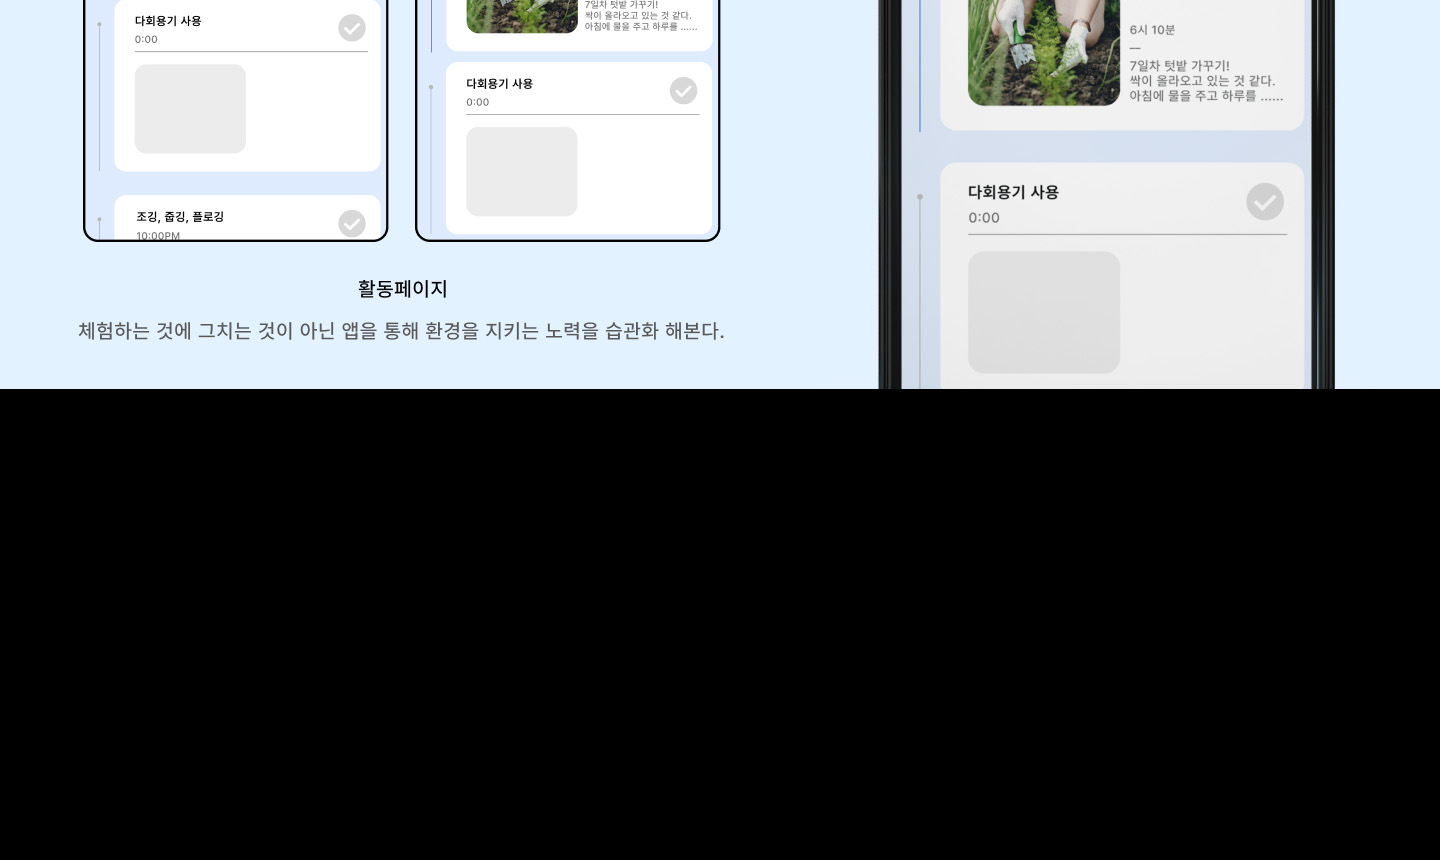 다회용기 사용
0:00
조깅, 줍깅, 플로깅
10:00PM
7일차 텃밭 가꾸기!
싹이 올라오고 있는 것 같다.
아침에 물을 주고 하루를 ......
다회용기 사용
0:00
활동페이지
체험하는 것에 그치는 것이 아닌 앱을 통해 환경을 지키는 노력을 습관화 해본다.
6시 10분
—
7일차 텃밭 가꾸기!
싹이 올라오고 있는 것 같다.
아침에 물을 주고 하루를 ......
다회용기 사용
0:00